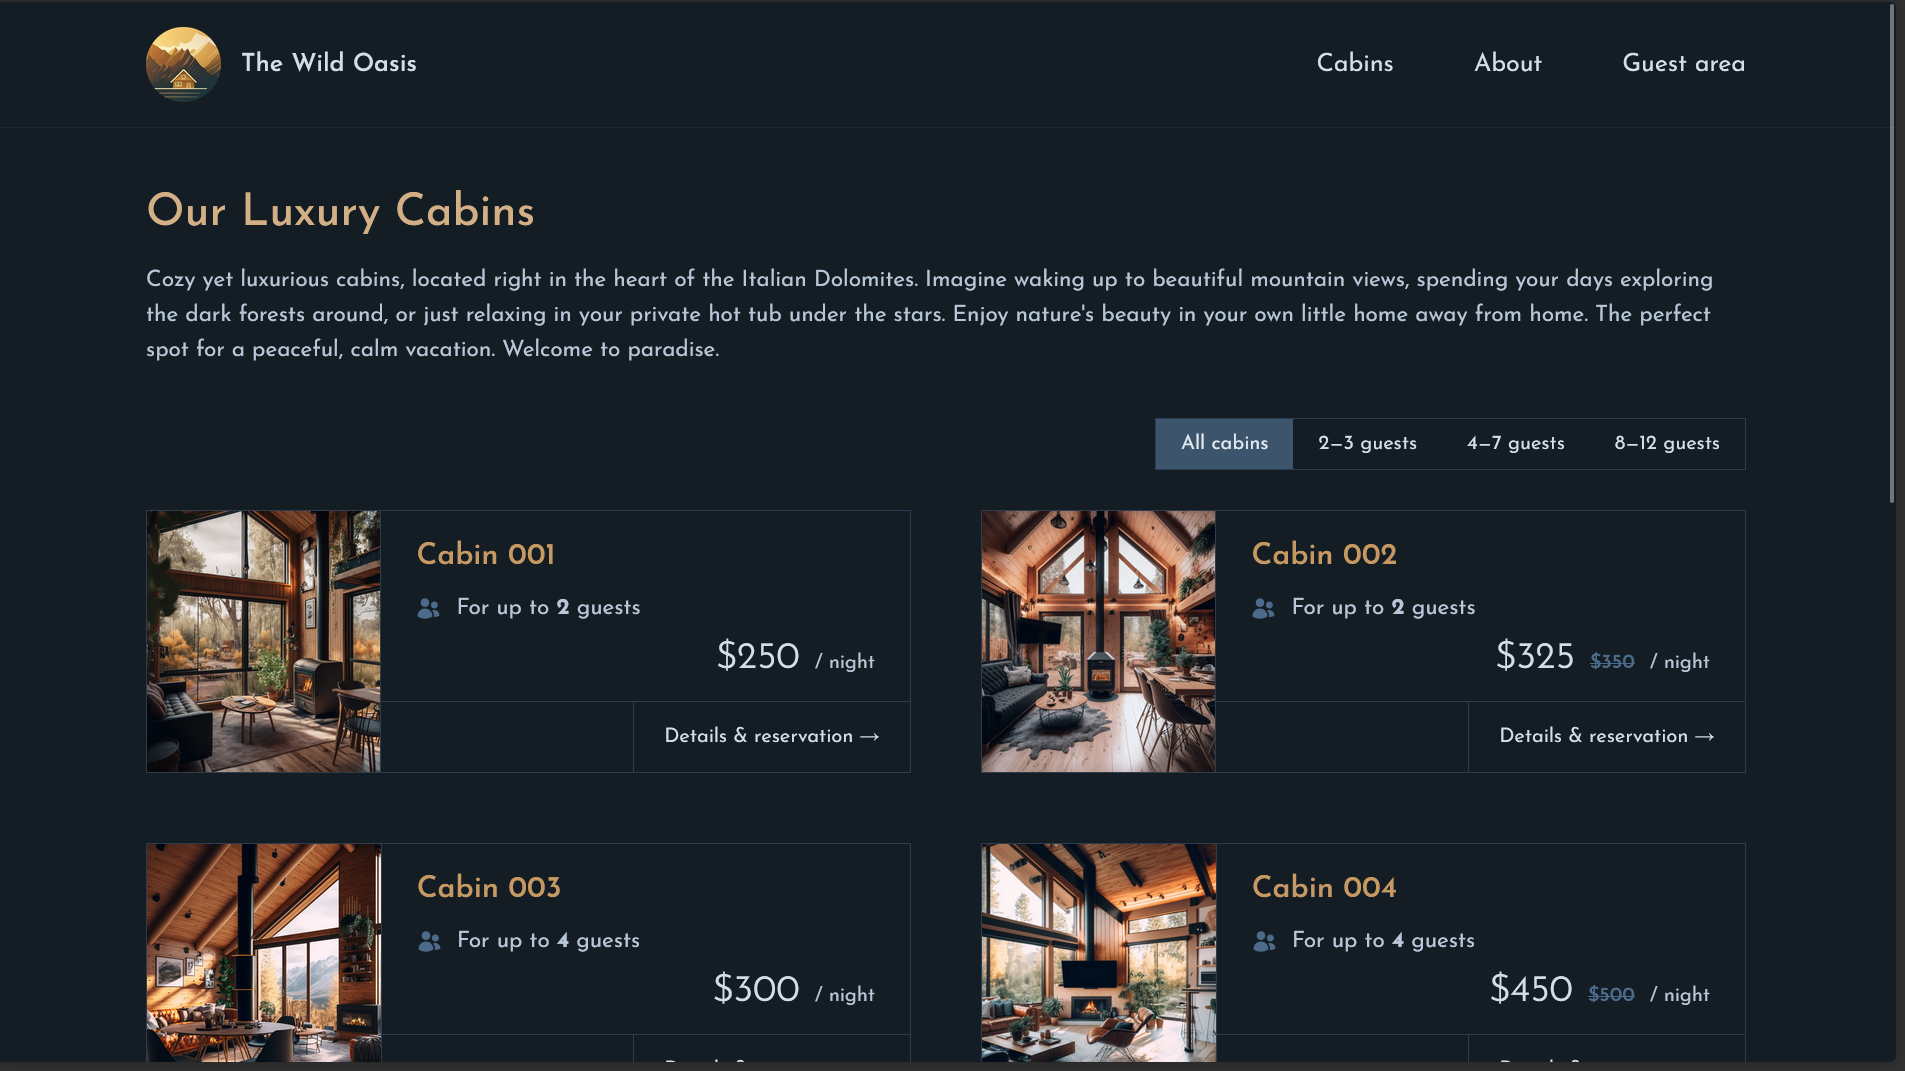 The Wild Oasis
Cabins
About
Guest area
Our Luxury Cabins
Cozy yet luxurious cabins, located right in the heart of the Italian Dolomites. Imagine waking up to beautiful mountain views, spending your days exploring
the dark forests around, or just relaxing in your private hot tub under the stars. Enjoy nature's beauty in your own little home away from home. The perfect
spot for a peaceful, calm vacation. Welcome to paradise.
All cabins
2–3 guests
4–7 guests
8–12 guests
Cabin 001
For up to 2 guests
$250 / night
Details & reservation →
Cabin 002
For up to 2 guests
$325 $350 / night
Details & reservation →
Cabin 003
For up to 4 guests
$300 / night
Cabin 004
For up to 4 guests
$450 $500 / night